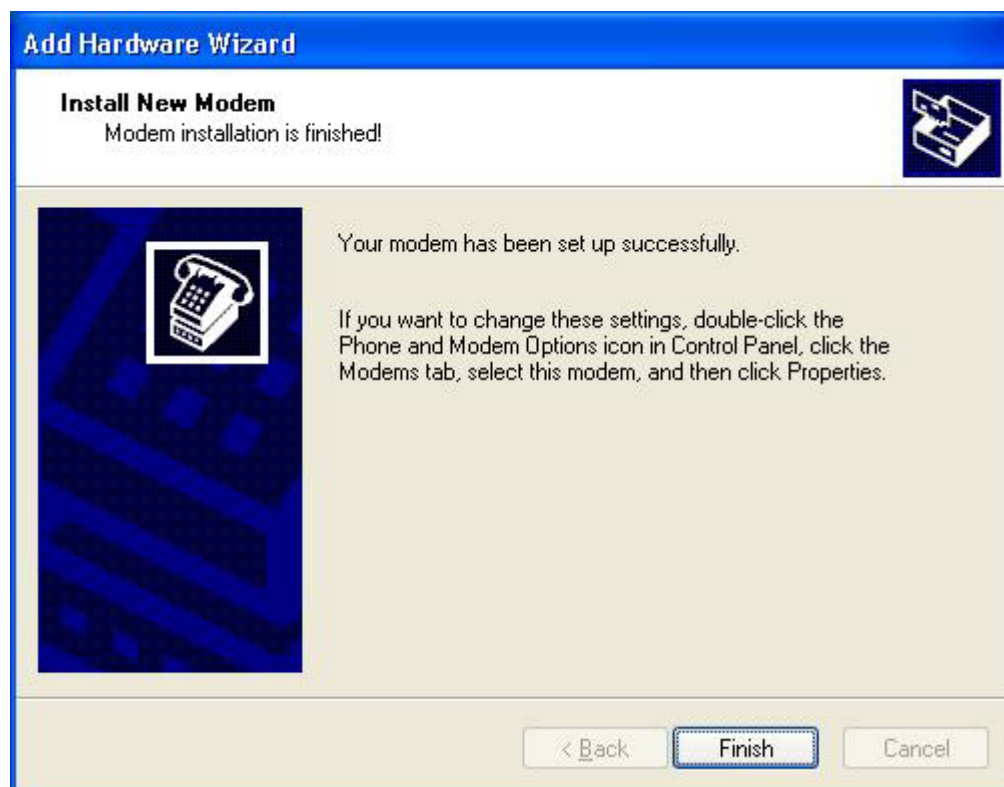 Add Hardware Wizard
Install New Modem
Modem installation is finished!
Your modem has been set up successfully.
If you want to change these settings, double-click the
Phone and Modem Options icon in Control Panel, click the
Modems tab, select this modem, and then click Properties.
< Back
Finish
Cancel